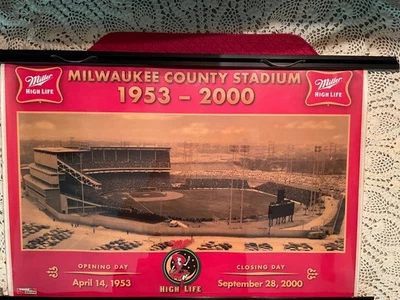 Miller
HIGH LIFE
MILWAUKEE COUNTY STADIUM
1953 – 2000
Miller
HIGH LIFE
OPENING DAY
April 14, 1953
HIGH LIFE
CLOSING DAY
September 28, 2000